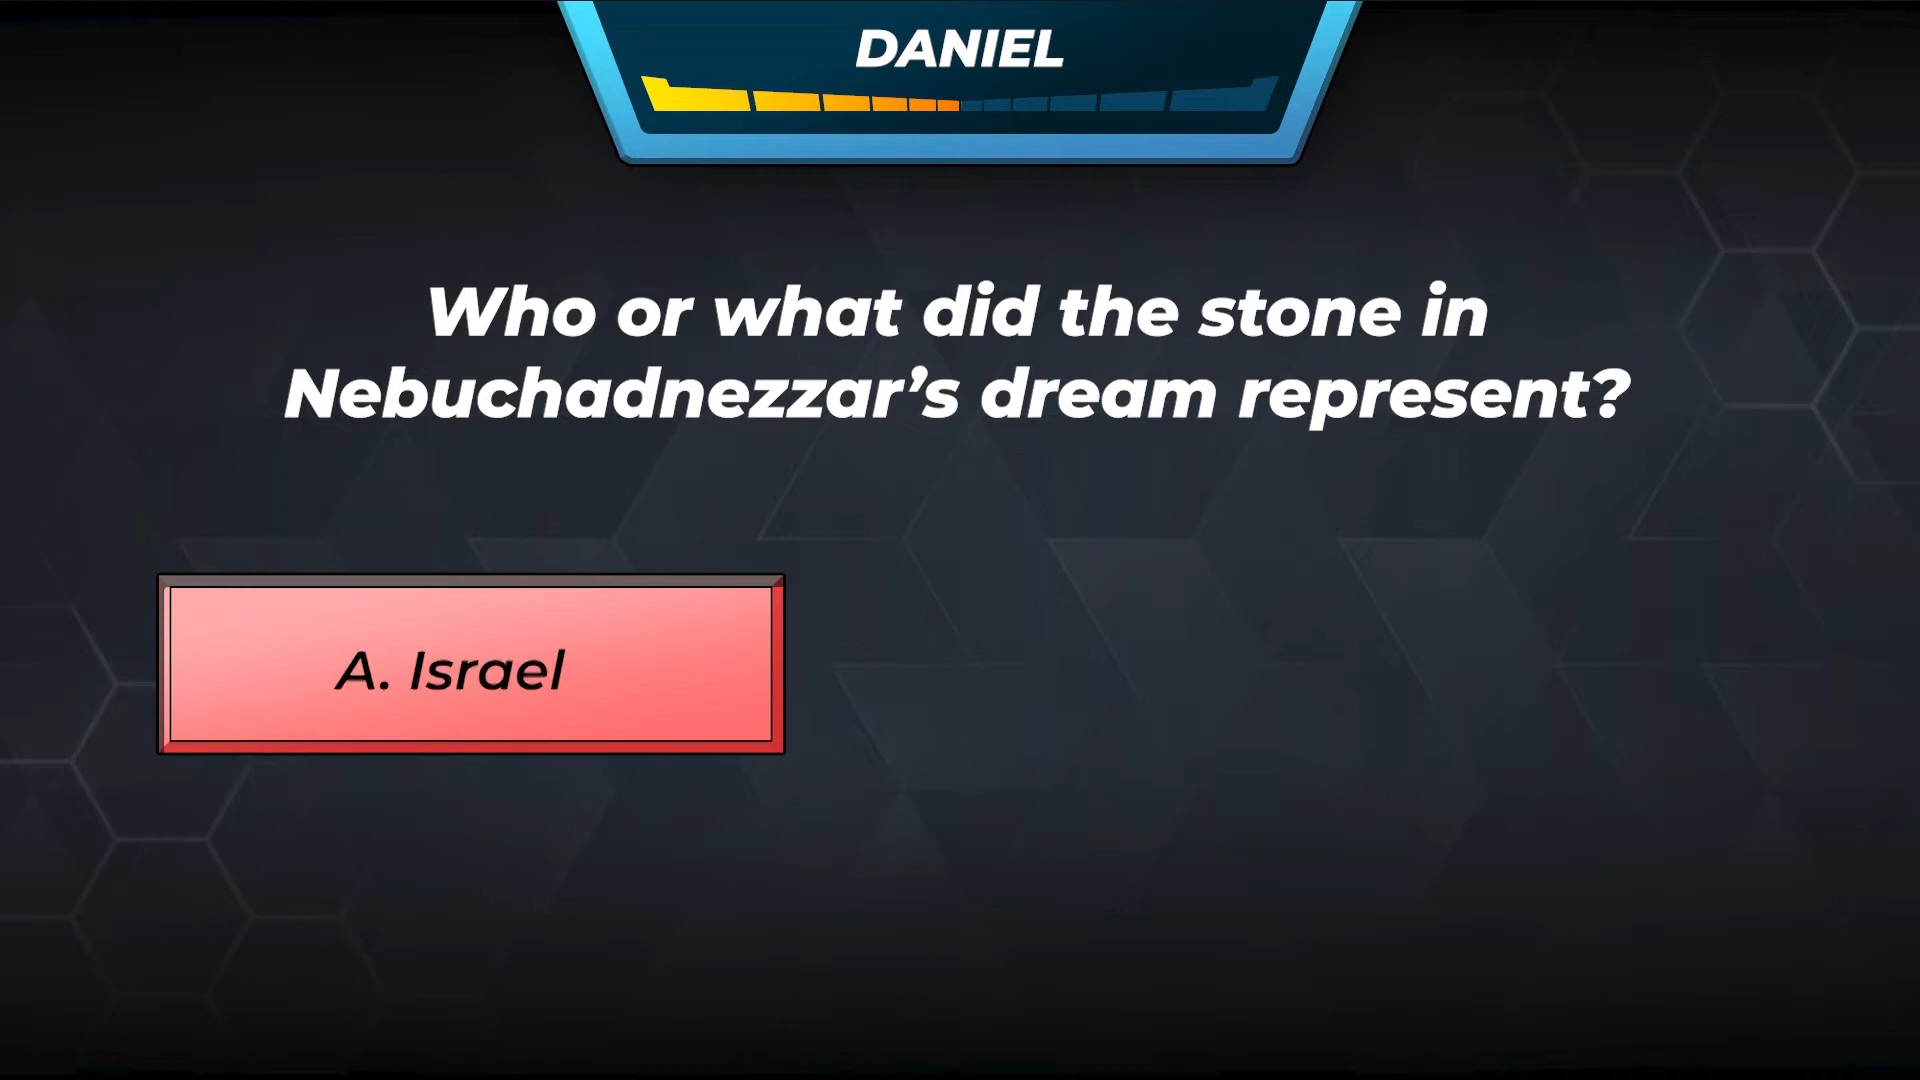 DANIEL
Who or what did the stone in
Nebuchadnezzar’s dream represent?
A. Israel